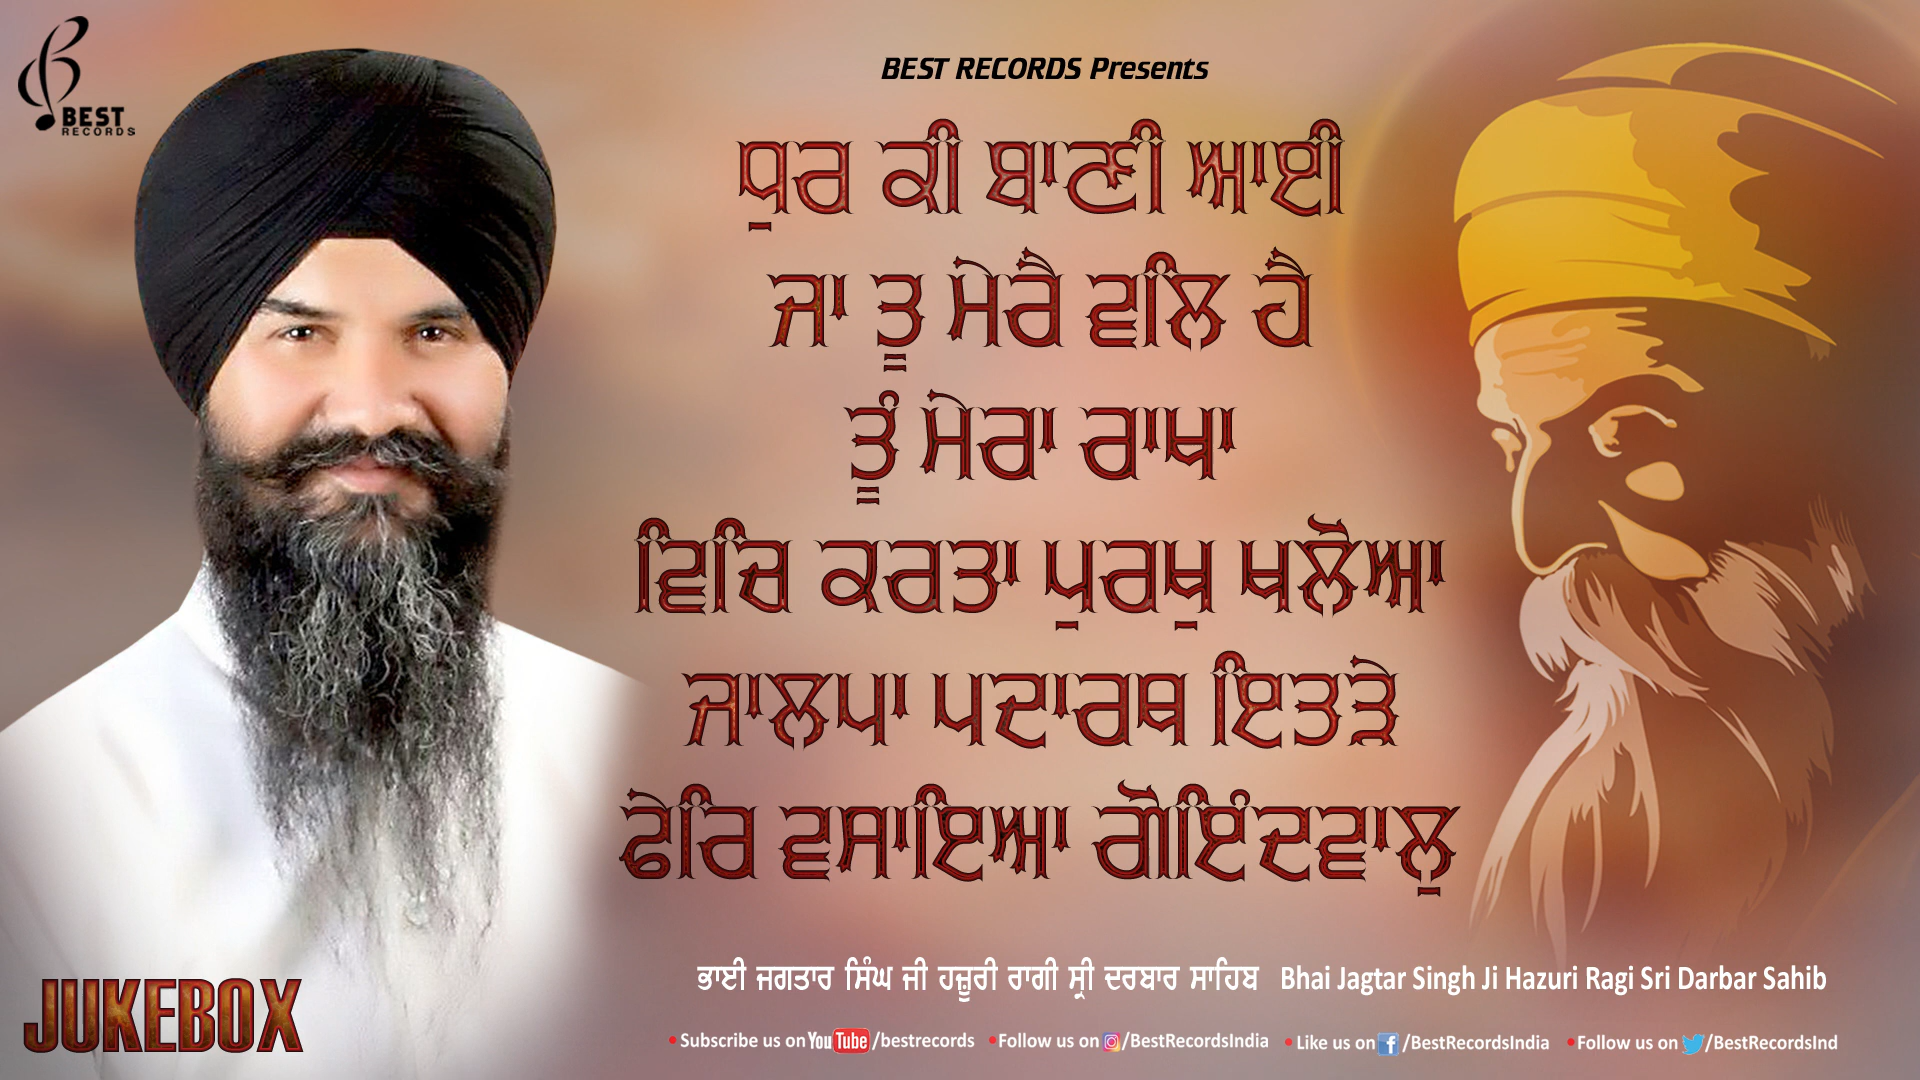 BEST
RECORDS
BEST RECORDS Presents
ਧੁਰ ਕੀ ਬਾਣੀ ਆਈ
ਜਾ ਤੂ ਮੇਰੈ ਵਲਿ ਹੈ
ਤੂੰ ਮੇਰਾ ਰਾਖਾ
ਵਿਚਿ ਕਰਤਾ ਪੁਰਖੁ ਖਲੋਆ
ਜਾਲਪਾ ਪਦਾਰਥ ਇਤੜੇ
ਫੇਰਿ ਵਸਾਇਆ ਗੋਇੰਦਵਾਲੁ
ਭਾਈ ਜਗਤਾਰ ਸਿੰਘ ਜੀ ਹਜ਼ੂਰੀ ਰਾਗੀ ਸ੍ਰੀ ਦਰਬਾਰ ਸਾਹਿਬ Bhai Jagtar Singh Ji Hazuri Ragi Sri Darbar Sahib
JUKEBOX
• Subscribe us on YouTube /bestrecords • Follow us on /BestRecordsIndia • Like us on f /BestRecordsIndia • Follow us on /BestRecordsInd